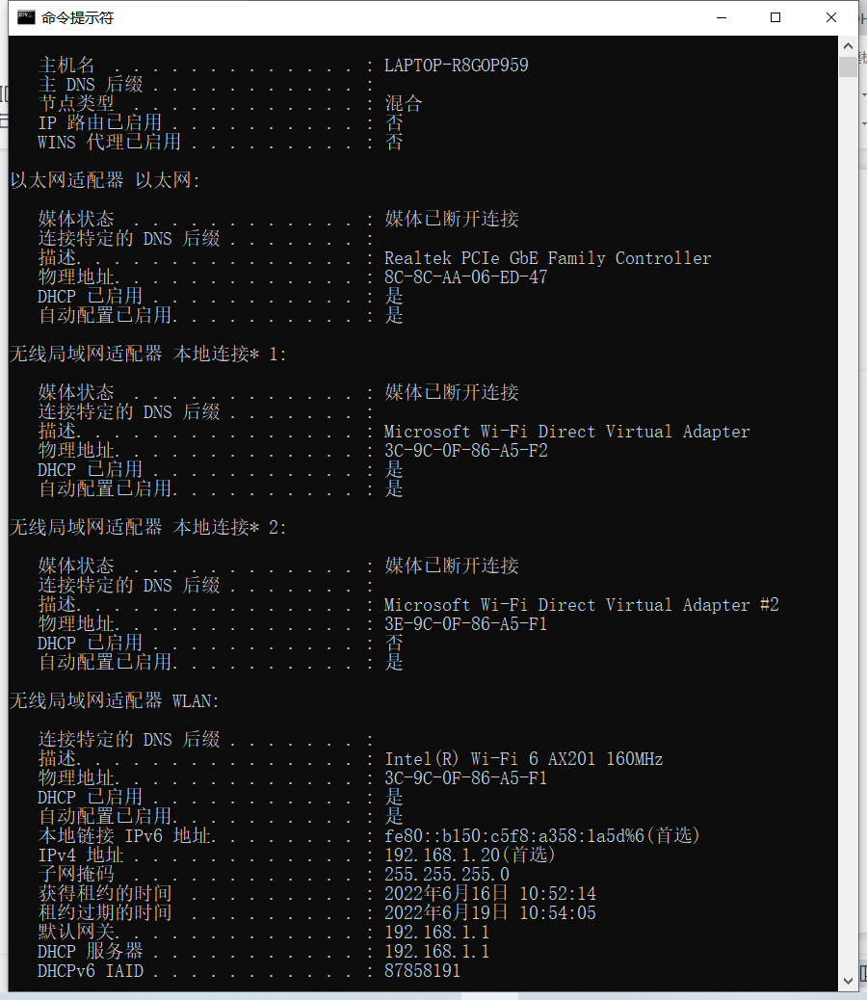 命令提示符
主机名 . . . . . . . . . . . . . : LAPTOP-R8GOP959
主 DNS 后缀 . . . . . . . . . . . :
节点类型 . . . . . . . . . . . . : 混合
IP 路由已启用 . . . . . . . . . . : 否
WINS 代理已启用 . . . . . . . . . : 否
以太网适配器 以太网:
媒体状态 . . . . . . . . . . . . : 媒体已断开连接
连接特定的 DNS 后缀 . . . . . . . :
描述. . . . . . . . . . . . . . . : Realtek PCIe GbE Family Controller
物理地址. . . . . . . . . . . . . : 8C-8C-AA-06-ED-47
DHCP 已启用 . . . . . . . . . . . : 是
自动配置已启用. . . . . . . . . . : 是
无线局域网适配器 本地连接* 1:
媒体状态 . . . . . . . . . . . . : 媒体已断开连接
连接特定的 DNS 后缀 . . . . . . . :
描述. . . . . . . . . . . . . . . : Microsoft Wi-Fi Direct Virtual Adapter
物理地址. . . . . . . . . . . . . : 3C-9C-0F-86-A5-F2
DHCP 已启用 . . . . . . . . . . . : 是
自动配置已启用. . . . . . . . . . : 是
无线局域网适配器 本地连接* 2:
媒体状态 . . . . . . . . . . . . : 媒体已断开连接
连接特定的 DNS 后缀 . . . . . . . :
描述. . . . . . . . . . . . . . . : Microsoft Wi-Fi Direct Virtual Adapter #2
物理地址. . . . . . . . . . . . . : 3E-9C-0F-86-A5-F1
DHCP 已启用 . . . . . . . . . . . : 否
自动配置已启用. . . . . . . . . . : 是
无线局域网适配器 WLAN:
连接特定的 DNS 后缀 . . . . . . . :
描述. . . . . . . . . . . . . . . : Intel(R) Wi-Fi 6 AX201 160MHz
物理地址. . . . . . . . . . . . . : 3C-9C-0F-86-A5-F1
DHCP 已启用 . . . . . . . . . . . : 是
自动配置已启用. . . . . . . . . . : 是
本地链接 IPv6 地址. . . . . . . . : fe80::b150:c5f8:a358:1a5d%6(首选)
IPv4 地址 . . . . . . . . . . . . : 192.168.1.20(首选)
子网掩码 . . . . . . . . . . . . : 255.255.255.0
获得租约的时间 . . . . . . . . . : 2022年6月16日 10:52:14
租约过期的时间 . . . . . . . . . : 2022年6月19日 10:54:05
默认网关. . . . . . . . . . . . . : 192.168.1.1
DHCP 服务器 . . . . . . . . . . . : 192.168.1.1
DHCPv6 IAID . . . . . . . . . . . : 87858191